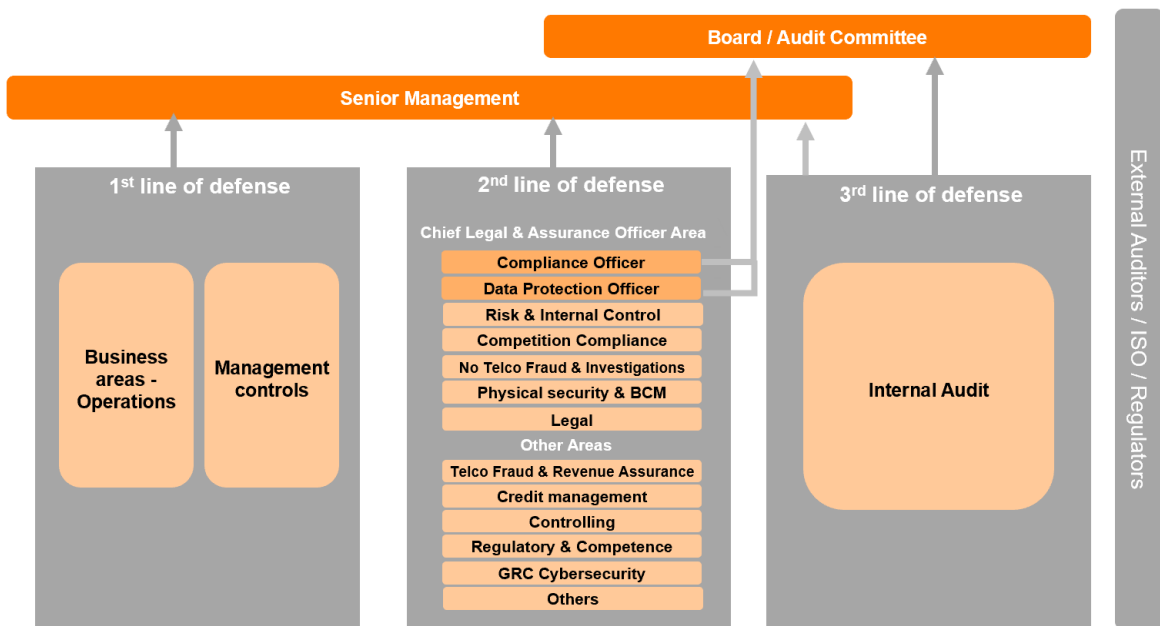 Board / Audit Committee
Senior Management
1st line of defense
Business
areas -
Operations
Management
controls
2nd line of defense
Chief Legal & Assurance Officer Area
Compliance Officer
Data Protection Officer
Risk & Internal Control
Competition Compliance
No Telco Fraud & Investigations
Physical security & BCM
Legal
Other Areas
Telco Fraud & Revenue Assurance
Credit management
Controlling
Regulatory & Competence
GRC Cybersecurity
Others
3rd line of defense
Internal Audit
External Auditors / ISO / Regulators